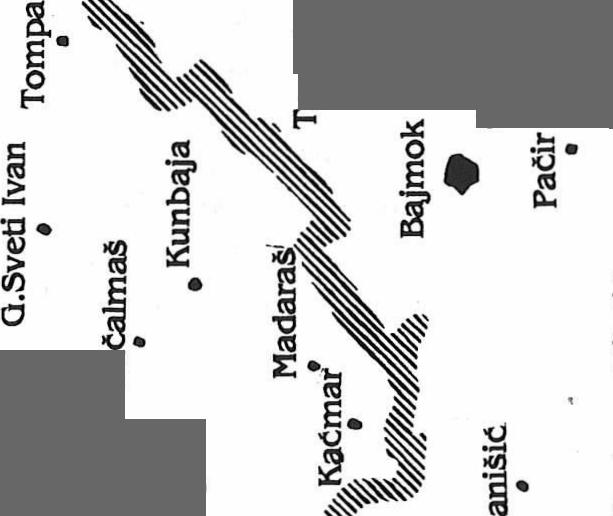 Tompa
G.Sveti Ivan
Čalmaš
Kunbaja
Madaraš
Kaćmar
T
Bajmok
Pačir
anišić